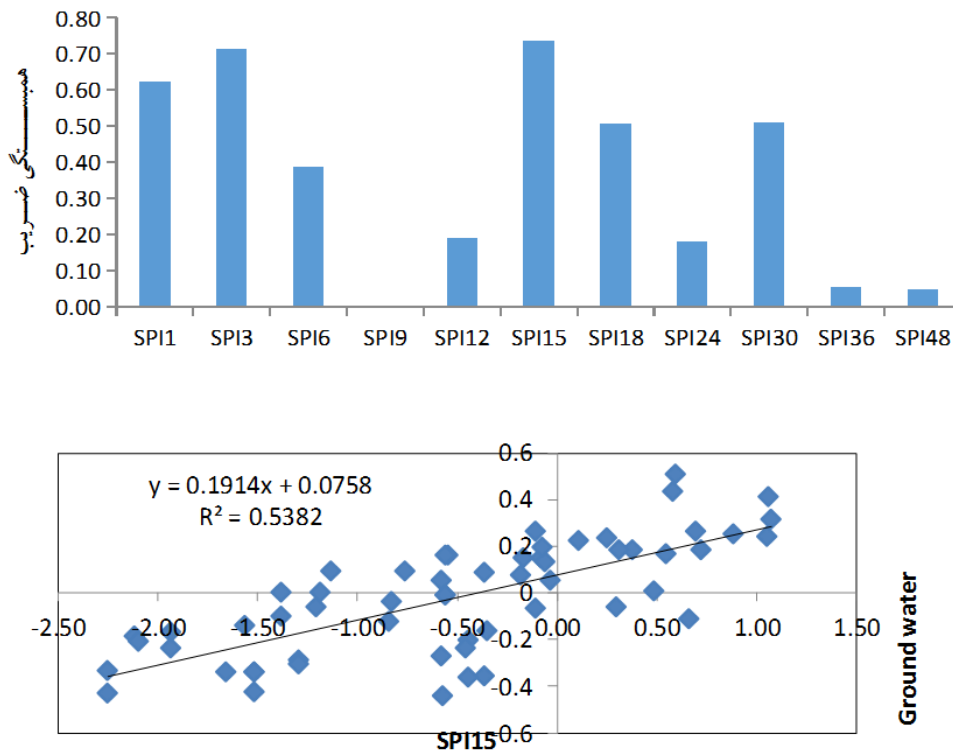 0.80
0.70
0.60
0.50
0.40
0.30
0.20
0.10
0.00
همبستگی ضریب
SPI1 SPI3 SPI6 SPI9 SPI12 SPI15 SPI18 SPI24 SPI30 SPI36 SPI48
y = 0.1914x + 0.0758
R² = 0.5382
0.6
0.4
0.2
0
-0.2
-0.4
-0.6
-2.50 -2.00 -1.50 -1.00 -0.50 0.00 0.50 1.00 1.50
SPI15
Ground water